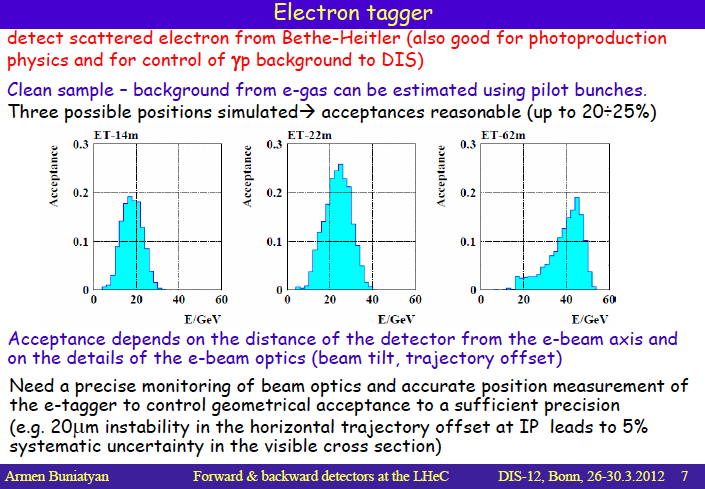 Electron tagger
detect scattered electron from Bethe-Heitler (also good for photoproduction
physics and for control of γp background to DIS)
Clean sample – background from e-gas can be estimated using pilot bunches.
Three possible positions simulated→ acceptances reasonable (up to 20÷25%)
ET-14m
Acceptance
0.3
0.2
0.1
0
0 20 40 60
E/GeV
ET-22m
Acceptance
0.3
0.2
0.1
0
0 20 40 60
E/GeV
ET-62m
Acceptance
0.3
0.2
0.1
0
0 20 40 60
E/GeV
Acceptance depends on the distance of the detector from the e-beam axis and
on the details of the e-beam optics (beam tilt, trajectory offset)
Need a precise monitoring of beam optics and accurate position measurement of
the e-tagger to control geometrical acceptance to a sufficient precision
(e.g. 20μm instability in the horizontal trajectory offset at IP leads to 5%
systematic uncertainty in the visible cross section)
Armen Buniatyan Forward & backward detectors at the LHeC DIS-12, Bonn, 26-30.3.2012 7